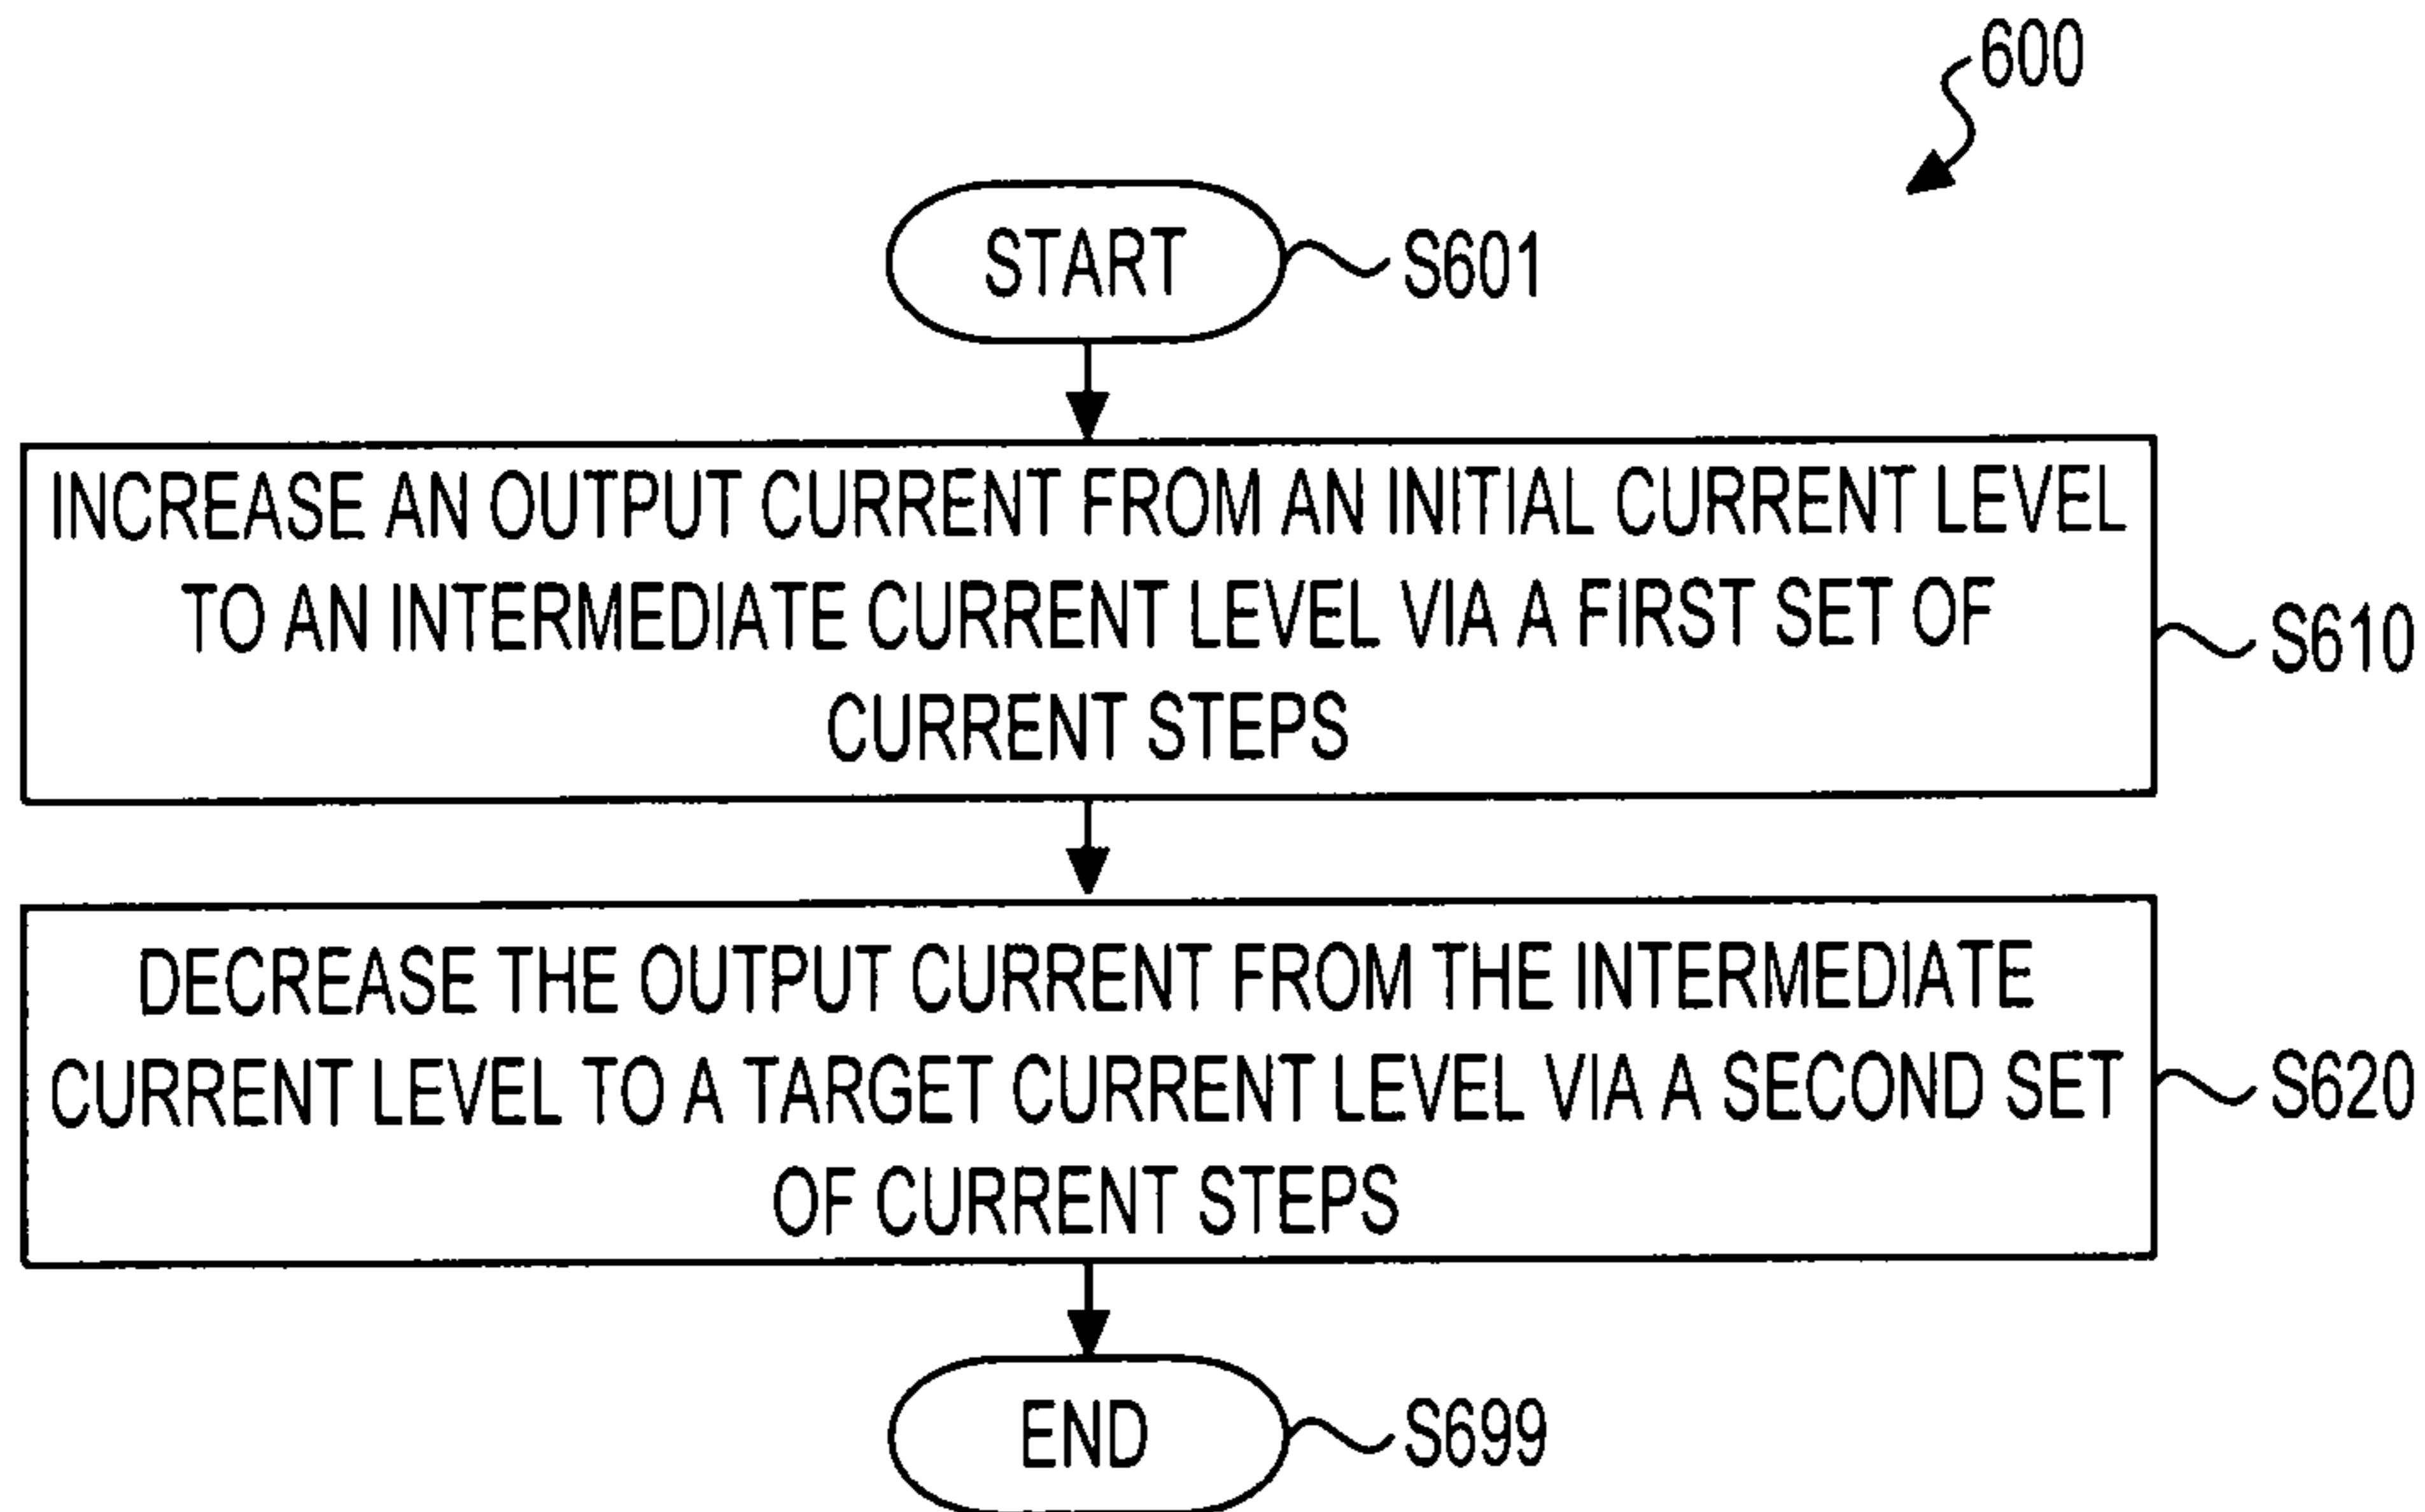 600
START
S601
INCREASE AN OUTPUT CURRENT FROM AN INITIAL CURRENT LEVEL
TO AN INTERMEDIATE CURRENT LEVEL VIA A FIRST SET OF
CURRENT STEPS
S610
DECREASE THE OUTPUT CURRENT FROM THE INTERMEDIATE
CURRENT LEVEL TO A TARGET CURRENT LEVEL VIA A SECOND SET
OF CURRENT STEPS
S620
END
S699